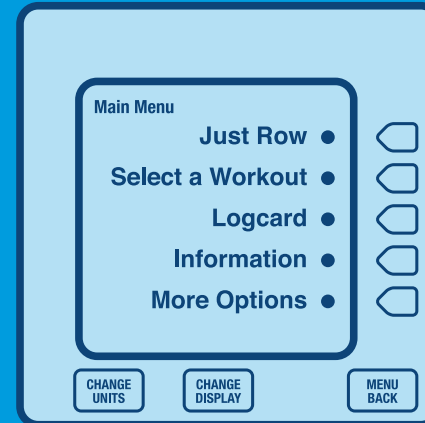 Main Menu
Just Row
Select a Workout
Logcard
Information
More Options
CHANGE
UNITS
CHANGE
DISPLAY
MENU
BACK